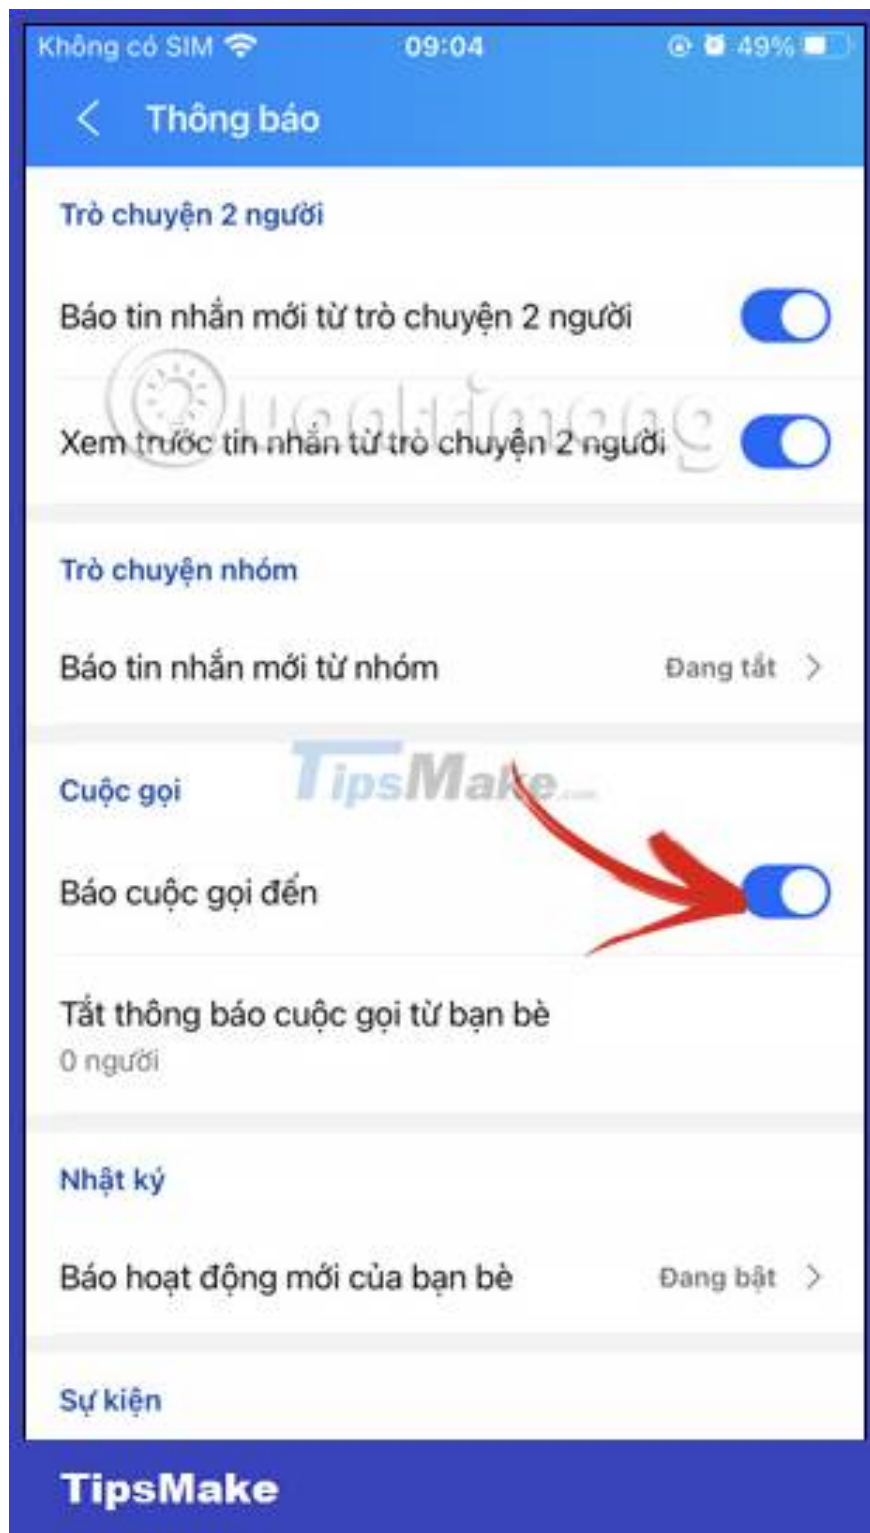 Không có SIM 09:04 49%
Thông báo
Trò chuyện 2 người
Báo tin nhắn mới từ trò chuyện 2 người
Quantrimang
Xem trước tin nhắn từ trò chuyện 2 người
Trò chuyện nhóm
Báo tin nhắn mới từ nhóm Đang tắt
TipsMake.com
Cuộc gọi
Báo cuộc gọi đến
Tắt thông báo cuộc gọi từ bạn bè
0 người
Nhật ký
Báo hoạt động mới của bạn bè Đang bật
Sự kiện
TipsMake